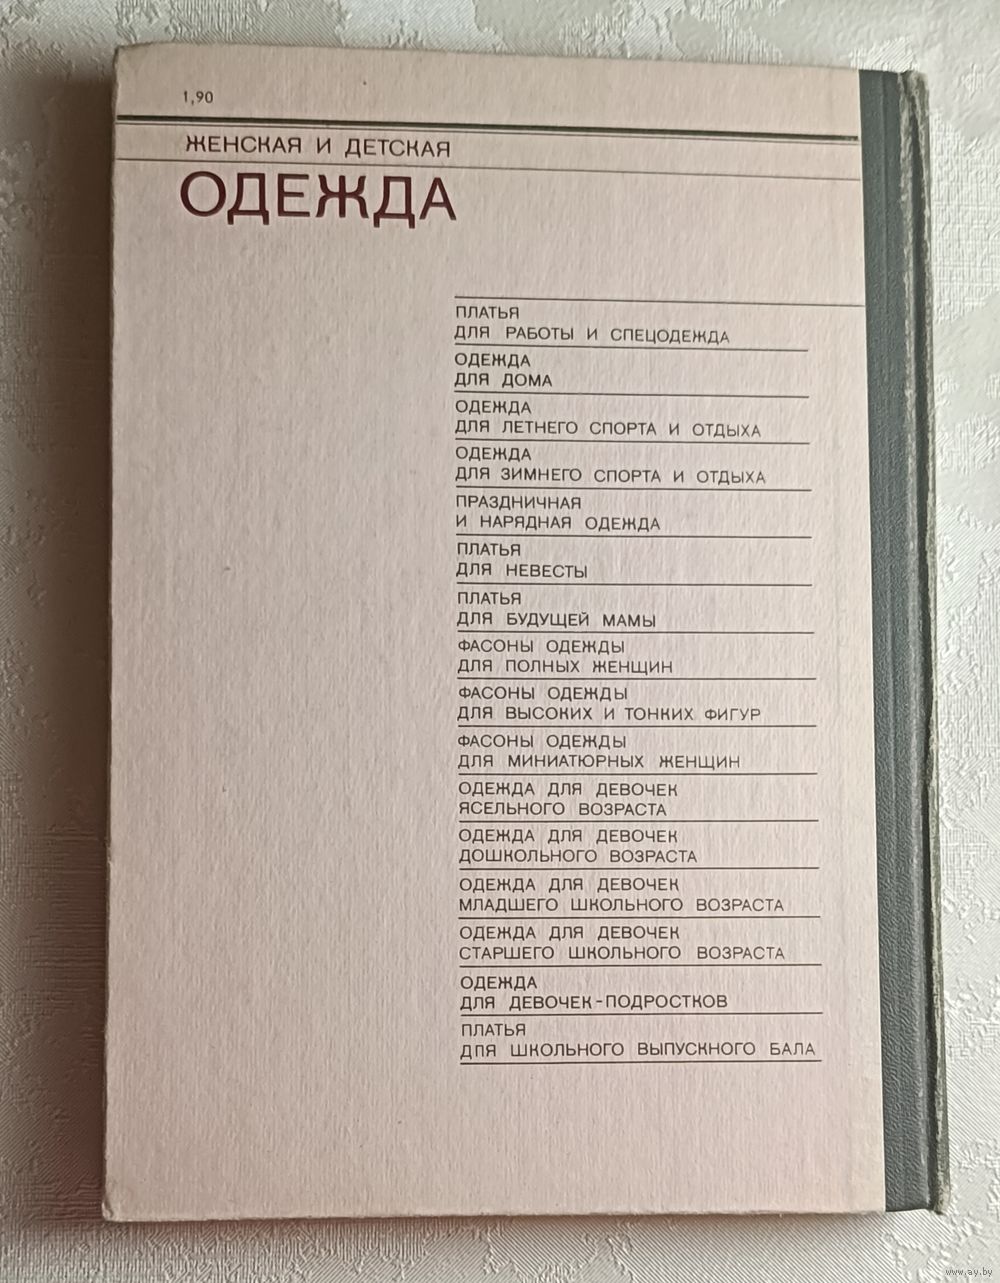 1,90
ЖЕНСКАЯ И ДЕТСКАЯ
ОДЕЖДА
ПЛАТЬЯ
ДЛЯ РАБОТЫ И СПЕЦОДЕЖДА
ОДЕЖДА
ДЛЯ ДОМА
ОДЕЖДА
ДЛЯ ЛЕТНЕГО СПОРТА И ОТДЫХА
ОДЕЖДА
ДЛЯ ЗИМНЕГО СПОРТА И ОТДЫХА
ПРАЗДНИЧНАЯ
И НАРЯДНАЯ ОДЕЖДА
ПЛАТЬЯ
ДЛЯ НЕВЕСТЫ
ПЛАТЬЯ
ДЛЯ БУДУЩЕЙ МАМЫ
ФАСОНЫ ОДЕЖДЫ
ДЛЯ ПОЛНЫХ ЖЕНЩИН
ФАСОНЫ ОДЕЖДЫ
ДЛЯ ВЫСОКИХ И ТОНКИХ ФИГУР
ФАСОНЫ ОДЕЖДЫ
ДЛЯ МИНИАТЮРНЫХ ЖЕНЩИН
ОДЕЖДА ДЛЯ ДЕВОЧЕК
ЯСЕЛЬНОГО ВОЗРАСТА
ОДЕЖДА ДЛЯ ДЕВОЧЕК
ДОШКОЛЬНОГО ВОЗРАСТА
ОДЕЖДА ДЛЯ ДЕВОЧЕК
МЛАДШЕГО ШКОЛЬНОГО ВОЗРАСТА
ОДЕЖДА ДЛЯ ДЕВОЧЕК
СТАРШЕГО ШКОЛЬНОГО ВОЗРАСТА
ОДЕЖДА
ДЛЯ ДЕВОЧЕК-ПОДРОСТКОВ
ПЛАТЬЯ
ДЛЯ ШКОЛЬНОГО ВЫПУСКНОГО БАЛА
www.ay.by